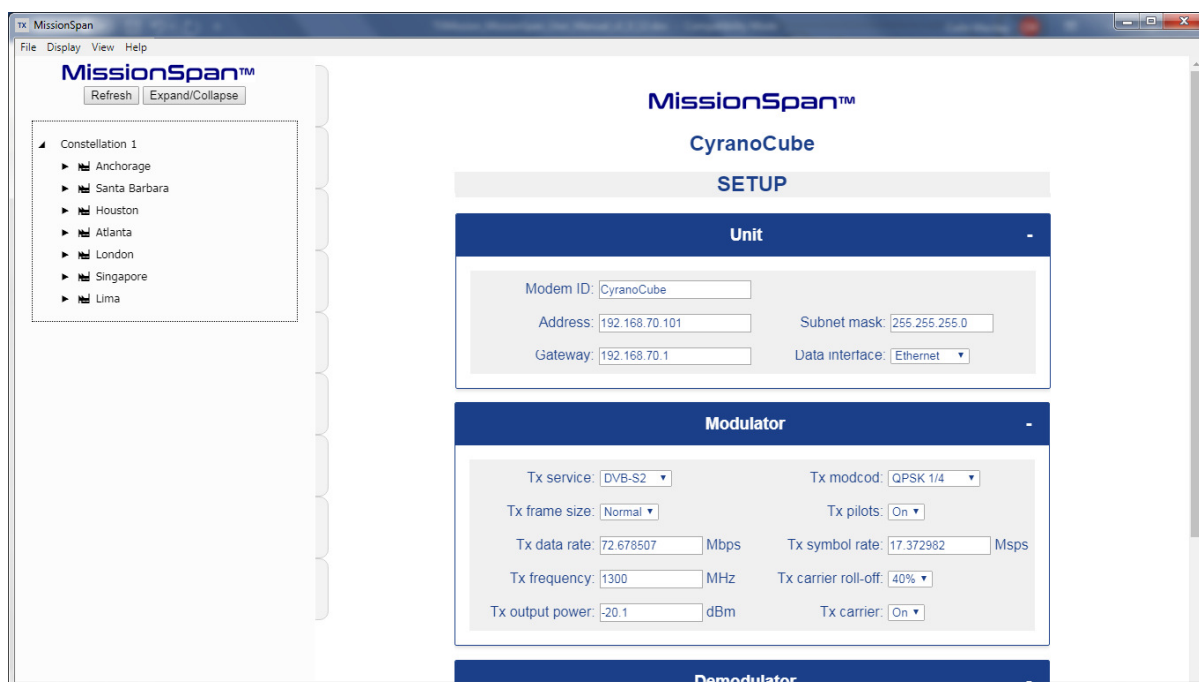 MissionSpan
File Display View Help
MissionSpan™
Refresh Expand/Collapse
Constellation 1
Anchorage
Santa Barbara
Houston
Atlanta
London
Singapore
Lima
MissionSpan™
CyranoCube
SETUP
Unit -
Modem ID: CyranoCube
Address: 192.168.70.101 Subnet mask: 255.255.255.0
Gateway: 192.168.70.1 Data interface: Ethernet
Modulator -
Tx service: DVB-S2 Tx modcod: QPSK 1/4
Tx frame size: Normal Tx pilots: On
Tx data rate: 72.678507 Mbps Tx symbol rate: 17.372982 Msps
Tx frequency: 1300 MHz Tx carrier roll-off: 40%
Tx output power: -20.1 dBm Tx carrier: On
Demodulator -